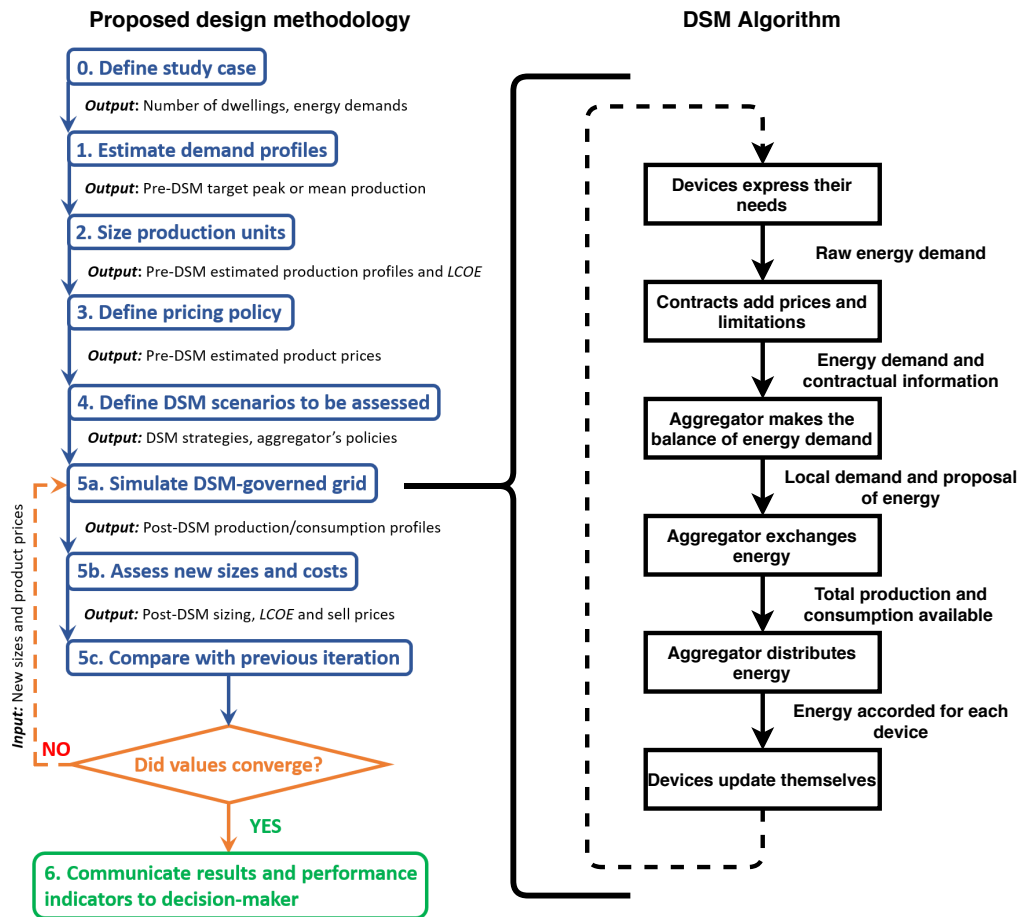 Proposed design methodology
0. Define study case
Output: Number of dwellings, energy demands
1. Estimate demand profiles
Output: Pre-DSM target peak or mean production
2. Size production units
Output: Pre-DSM estimated production profiles and LCOE
3. Define pricing policy
Output: Pre-DSM estimated product prices
4. Define DSM scenarios to be assessed
Output: DSM strategies, aggregator's policies
5a. Simulate DSM-governed grid
Output: Post-DSM production/consumption profiles
5b. Assess new sizes and costs
Output: Post-DSM sizing, LCOE and sell prices
5c. Compare with previous iteration
Input: New sizes and product prices
NO
Did values converge?
YES
6. Communicate results and performance
indicators to decision-maker
DSM Algorithm
Devices express their
needs
Raw energy demand
Contracts add prices and
limitations
Energy demand and
contractual information
Aggregator makes the
balance of energy demand
Local demand and proposal
of energy
Aggregator exchanges
energy
Total production and
consumption available
Aggregator distributes
energy
Energy accorded for each
device
Devices update themselves